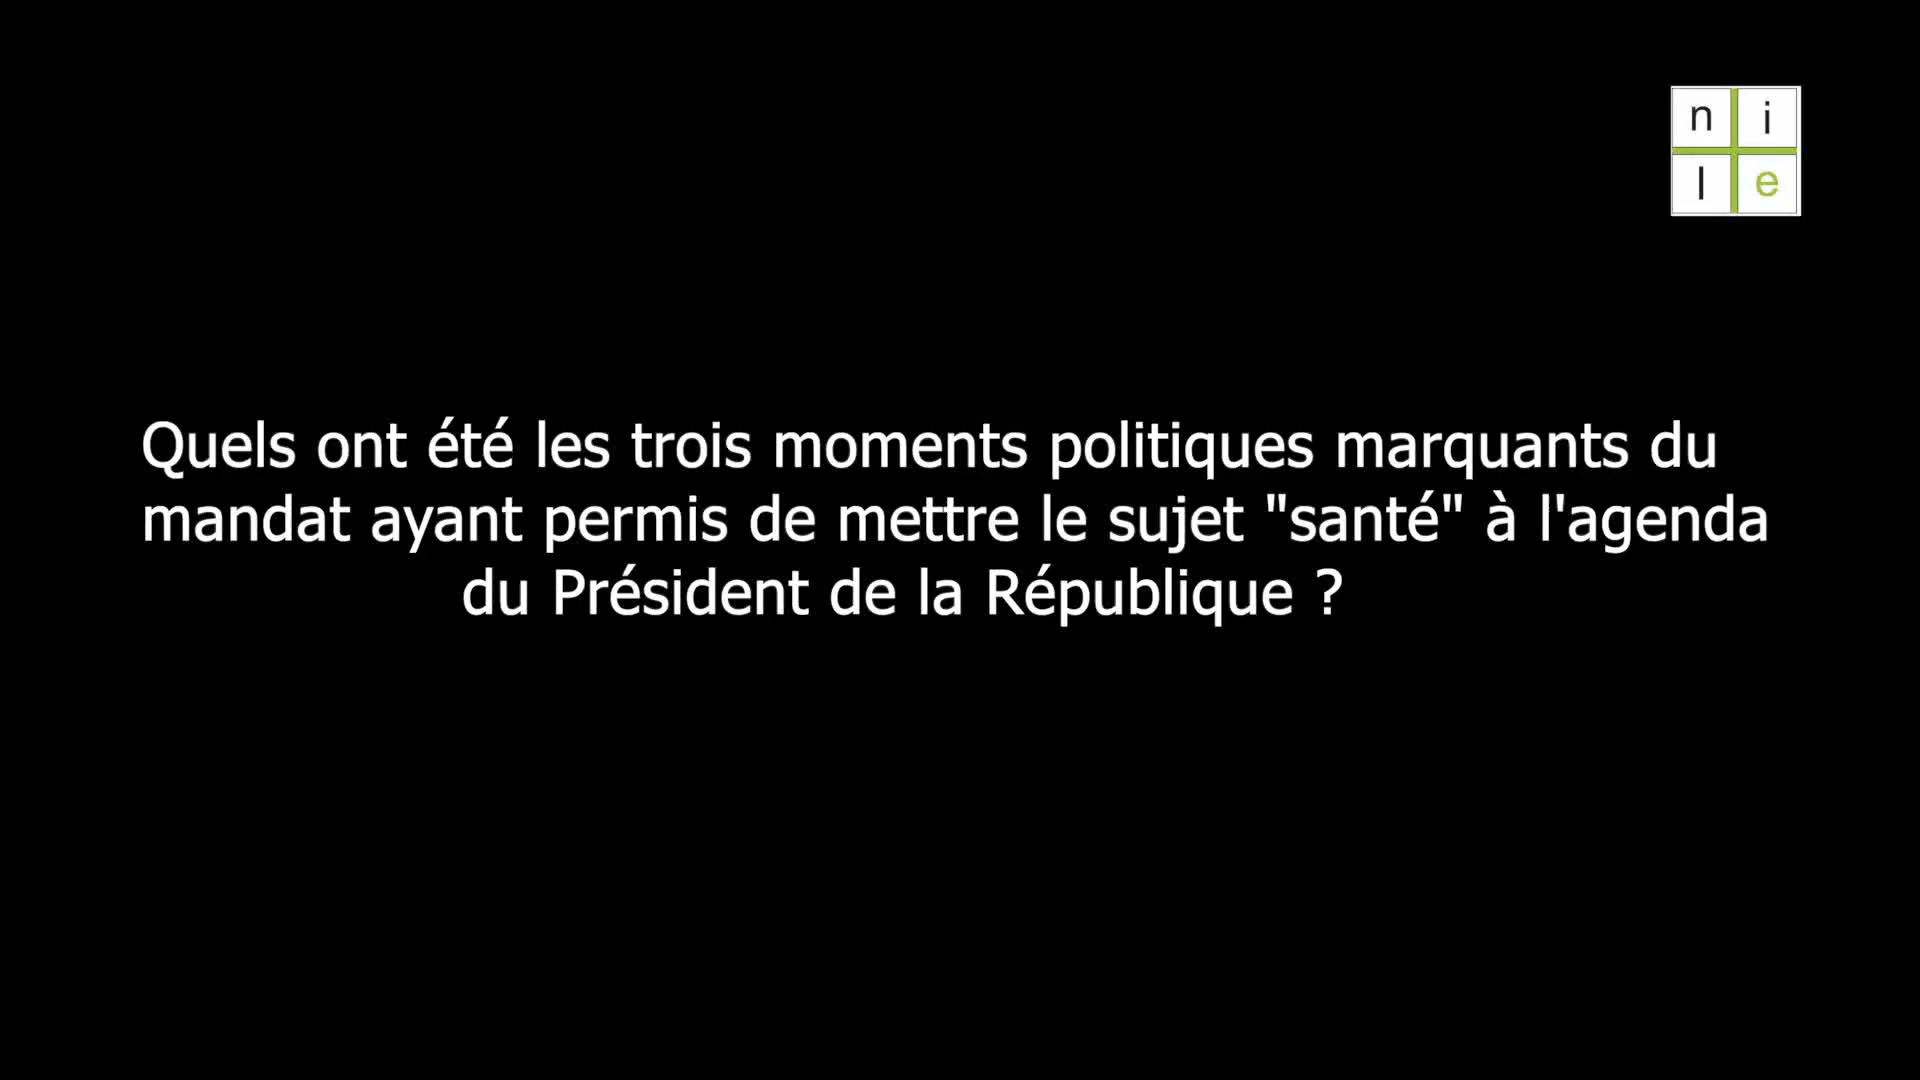 n i
l e
Quels ont été les trois moments politiques marquants du
mandat ayant permis de mettre le sujet "santé" à l'agenda
du Président de la République ?